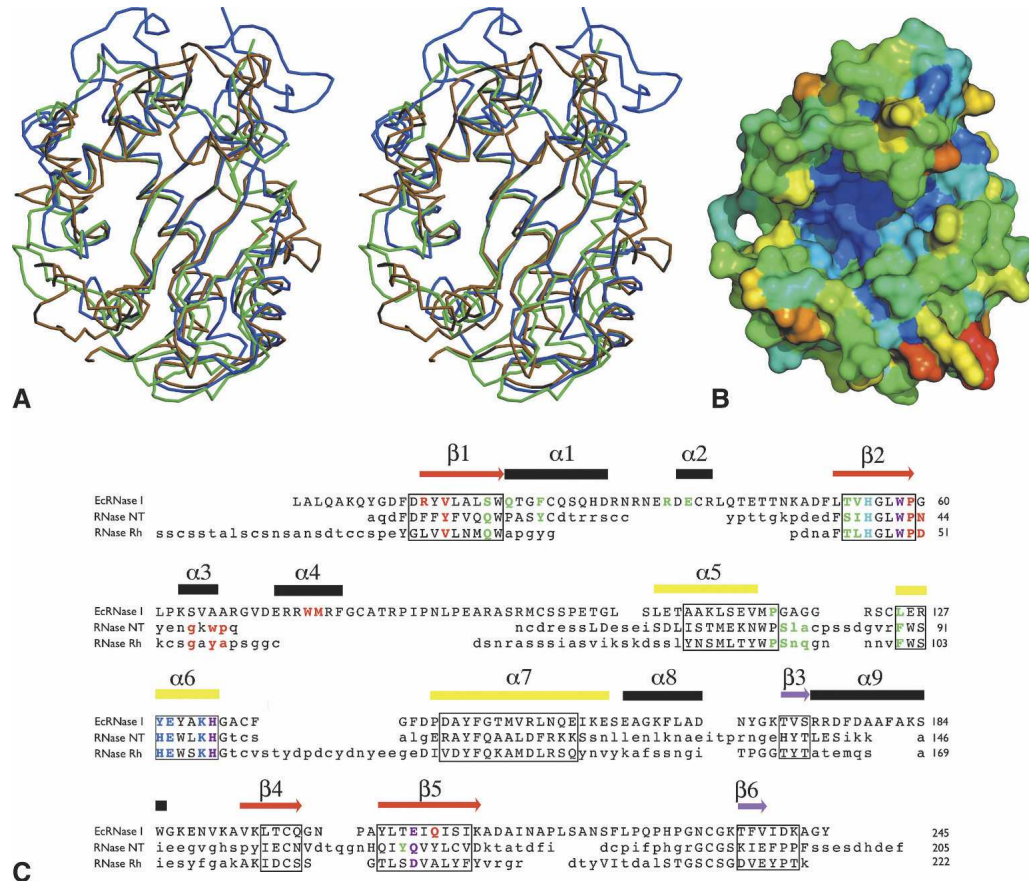 A
B
β1 α1 α2 β2
EcRNase I LALQAKQYGDFDRYVLALSWQTGFCQSQHDRNRNERDECRLQTETTNKADFLTVHGLWPG 60
RNase NT aqdFDFFYFVQQWPASYCdtrrscc ypttgkpdedFSIHGLWPN 44
RNase Rh sscsstalscsnsansdtccspeYGLVVLNMQWapgyg pdnaFTLHGLWPD 51
α3 α4 α5
EcRNase I LPKSVAARGVDERRWMRFGCATRPIPNLPEARASRMCSSPETGL SLETAAKLSEVMPGAGG RSCLER 127
RNase NT yengkwpq ncdressLDeseiSDLISTMEKNWPSlacpssdgvrFWS 91
RNase Rh kcsgayapsggc dsnrasssiasvikskdsslYNSMLTYWPSnqgn nnvFWS 103
α6 α7 α8 β3 α9
EcRNase I YEYAKHGACF GFDPDAYFGTMVRLNQEIKESEAGKFLAD NYGKTVSRRDFDAAFAKS 184
RNase NT HEWLKHGtcs algERAYFQAALDFRKKSsnllenlknaeitprngeHYTLESikk a 146
RNase Rh HEWSKHGtcvstydpdcydnyeegeDIVDYFQKAMDLRSQynvykafssngi TPGGTYTatemqs a 169
β4 β5 β6
EcRNase I WGKENVKAVKLTCQGN PAYLTEIQISIKADAINAPLSANSFLPQPHPGNCGKTFVIDKAGY 245
RNase NT ieegvghspyIECNVdtqgnHQIYQVYLCVDktatdfi dcpifphgrGCGSKIEFPPFssesdhdef 205
RNase Rh iesyfgakAKIDCSS GTLSDVALYFYvrgr dtyVITdalSTGSCSGDVEYPTk 222
C